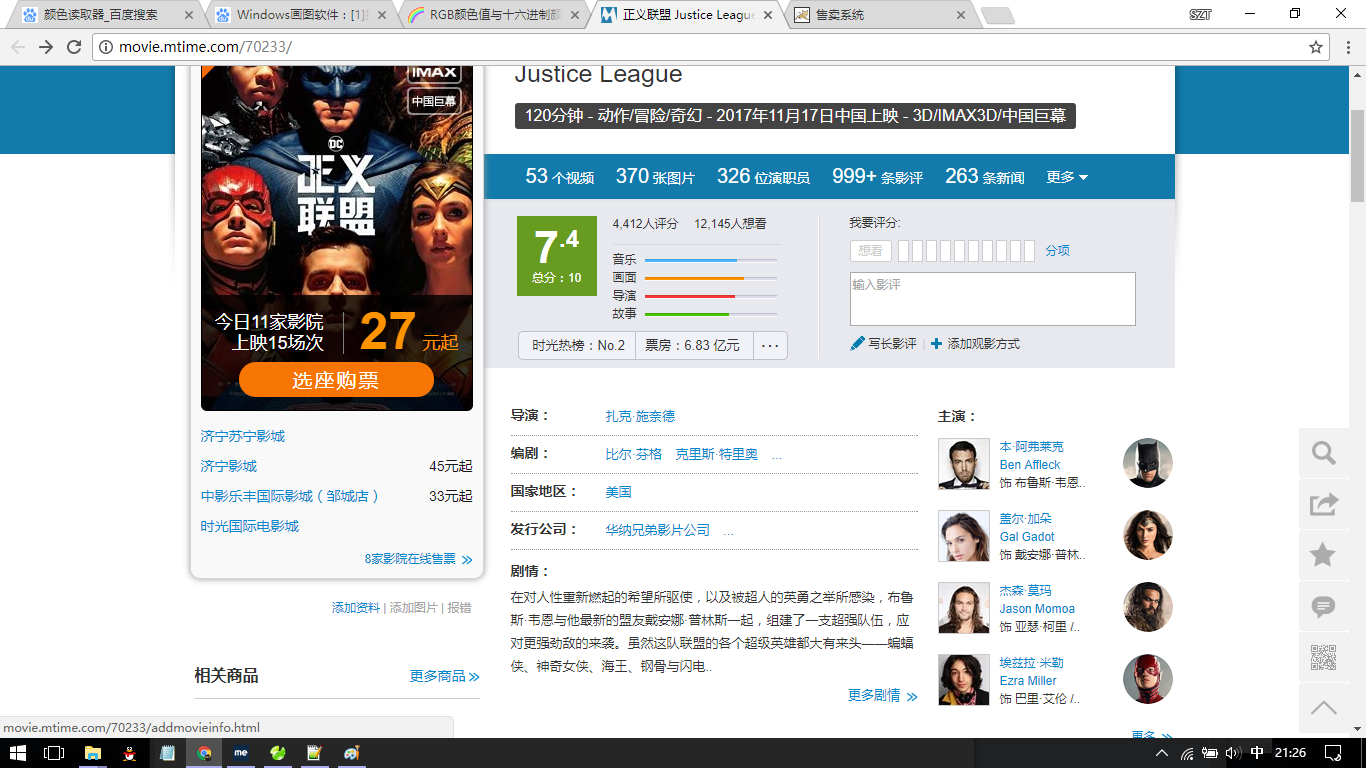 颜色读取器_百度搜索
Windows画图软件：[1]
RGB颜色值与十六进制颜
正义联盟 Justice League
售卖系统
SZT
movie.mtime.com/70233/
Justice League
120分钟 - 动作/冒险/奇幻 - 2017年11月17日中国上映 - 3D/IMAX3D/中国巨幕
IMAX
中国巨幕
DC
正义
联盟
53 个视频 370 张图片 326 位演职员 999+ 条影评 263 条新闻 更多
7.4
总分：10
4,412人评分 12,145人想看
音乐
画面
导演
故事
时光热榜：No.2 票房：6.83 亿元 ···
我要评分:
想看 分项
输入影评
写长影评 | 添加观影方式
今日11家影院
上映15场次
27 元起
选座购票
济宁苏宁影城
济宁影城 45元起
中影乐丰国际影城（邹城店） 33元起
时光国际电影城
8家影院在线售票
添加资料 | 添加图片 | 报错
相关商品 更多商品
导演： 扎克·施奈德
编剧： 比尔·芬格 克里斯·特里奥 ...
国家地区： 美国
发行公司： 华纳兄弟影片公司 ...
剧情：
在对人性重新燃起的希望所驱使，以及被超人的英勇之举所感染，布鲁
斯·韦恩与他最新的盟友戴安娜·普林斯一起，组建了一支超强队伍，应
对更强劲敌的来袭。虽然这队联盟的各个超级英雄都大有来头——蝙蝠
侠、神奇女侠、海王、钢骨与闪电..
更多剧情
主演：
本·阿弗莱克
Ben Affleck
饰 布鲁斯·韦恩..
盖尔·加朵
Gal Gadot
饰 戴安娜·普林..
杰森·莫玛
Jason Momoa
饰 亚瑟·柯里 /..
埃兹拉·米勒
Ezra Miller
饰 巴里·艾伦 /..
更多
movie.mtime.com/70233/addmovieinfo.html
me
中
21:26